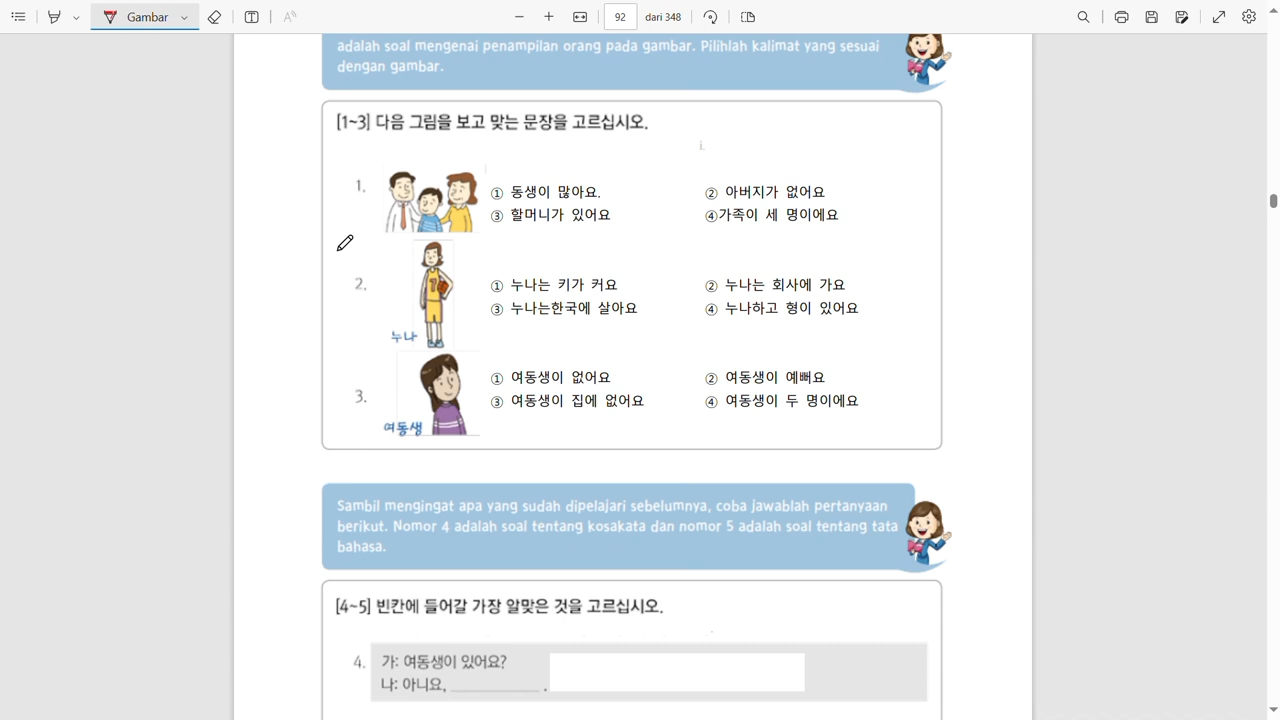 Gambar
92 dari 348
adalah soal mengenai penampilan orang pada gambar. Pilihlah kalimat yang sesuai
dengan gambar.
[1~3] 다음 그림을 보고 맞는 문장을 고르십시오.
i.
1.
① 동생이 많아요. ② 아버지가 없어요
③ 할머니가 있어요 ④가족이 세 명이에요
2.
7
① 누나는 키가 커요 ② 누나는 회사에 가요
③ 누나는한국에 살아요 ④ 누나하고 형이 있어요
누나
3.
① 여동생이 없어요 ② 여동생이 예뻐요
③ 여동생이 집에 없어요 ④ 여동생이 두 명이에요
여동생
Sambil mengingat apa yang sudah dipelajari sebelumnya, coba jawablah pertanyaan
berikut. Nomor 4 adalah soal tentang kosakata dan nomor 5 adalah soal tentang tata
bahasa.
[4~5] 빈칸에 들어갈 가장 알맞은 것을 고르십시오.
4. 가: 여동생이 있어요?
나: 아니요, ____________ .